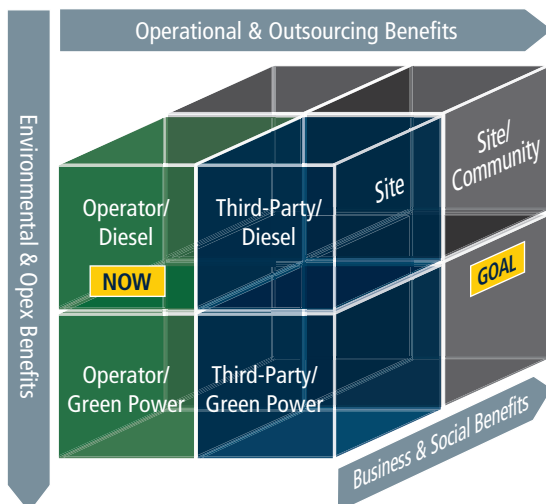 Operational & Outsourcing Benefits
Environmental & Opex Benefits
Operator/
Diesel
NOW
Third-Party/
Diesel
Site
Site/
Community
GOAL
Operator/
Green Power
Third-Party/
Green Power
Business & Social Benefits